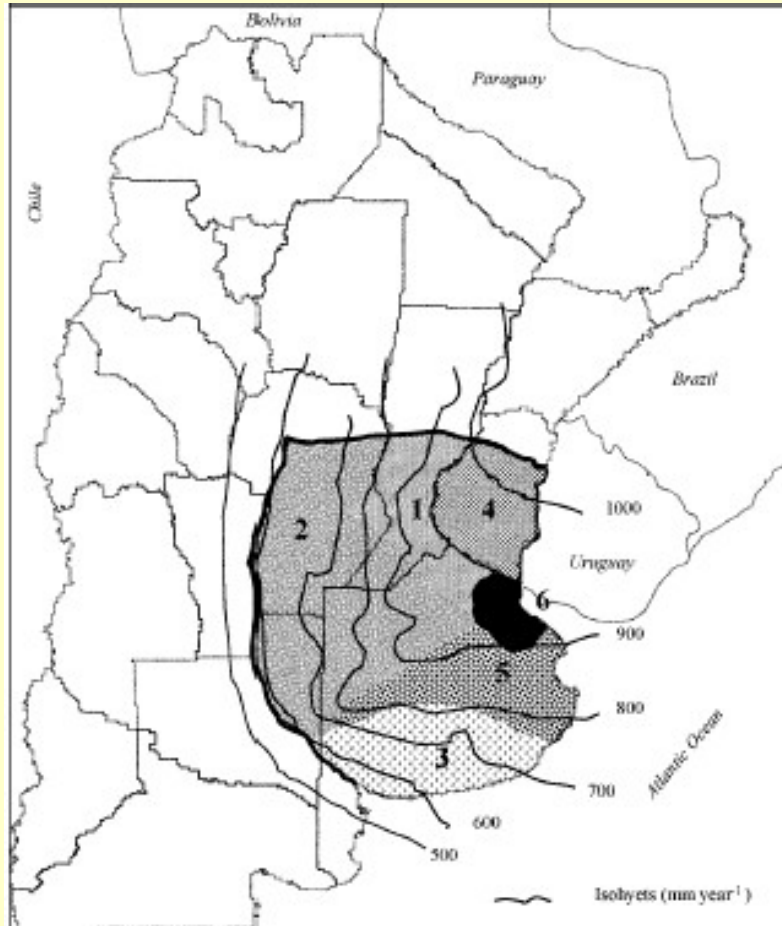 Bolivia
Paraguay
Chile
Brazil
1
4
2
1000
Uruguay
6
900
5
800
3
Atlantic Ocean
700
600
500
Isohyets (mm year⁻¹)